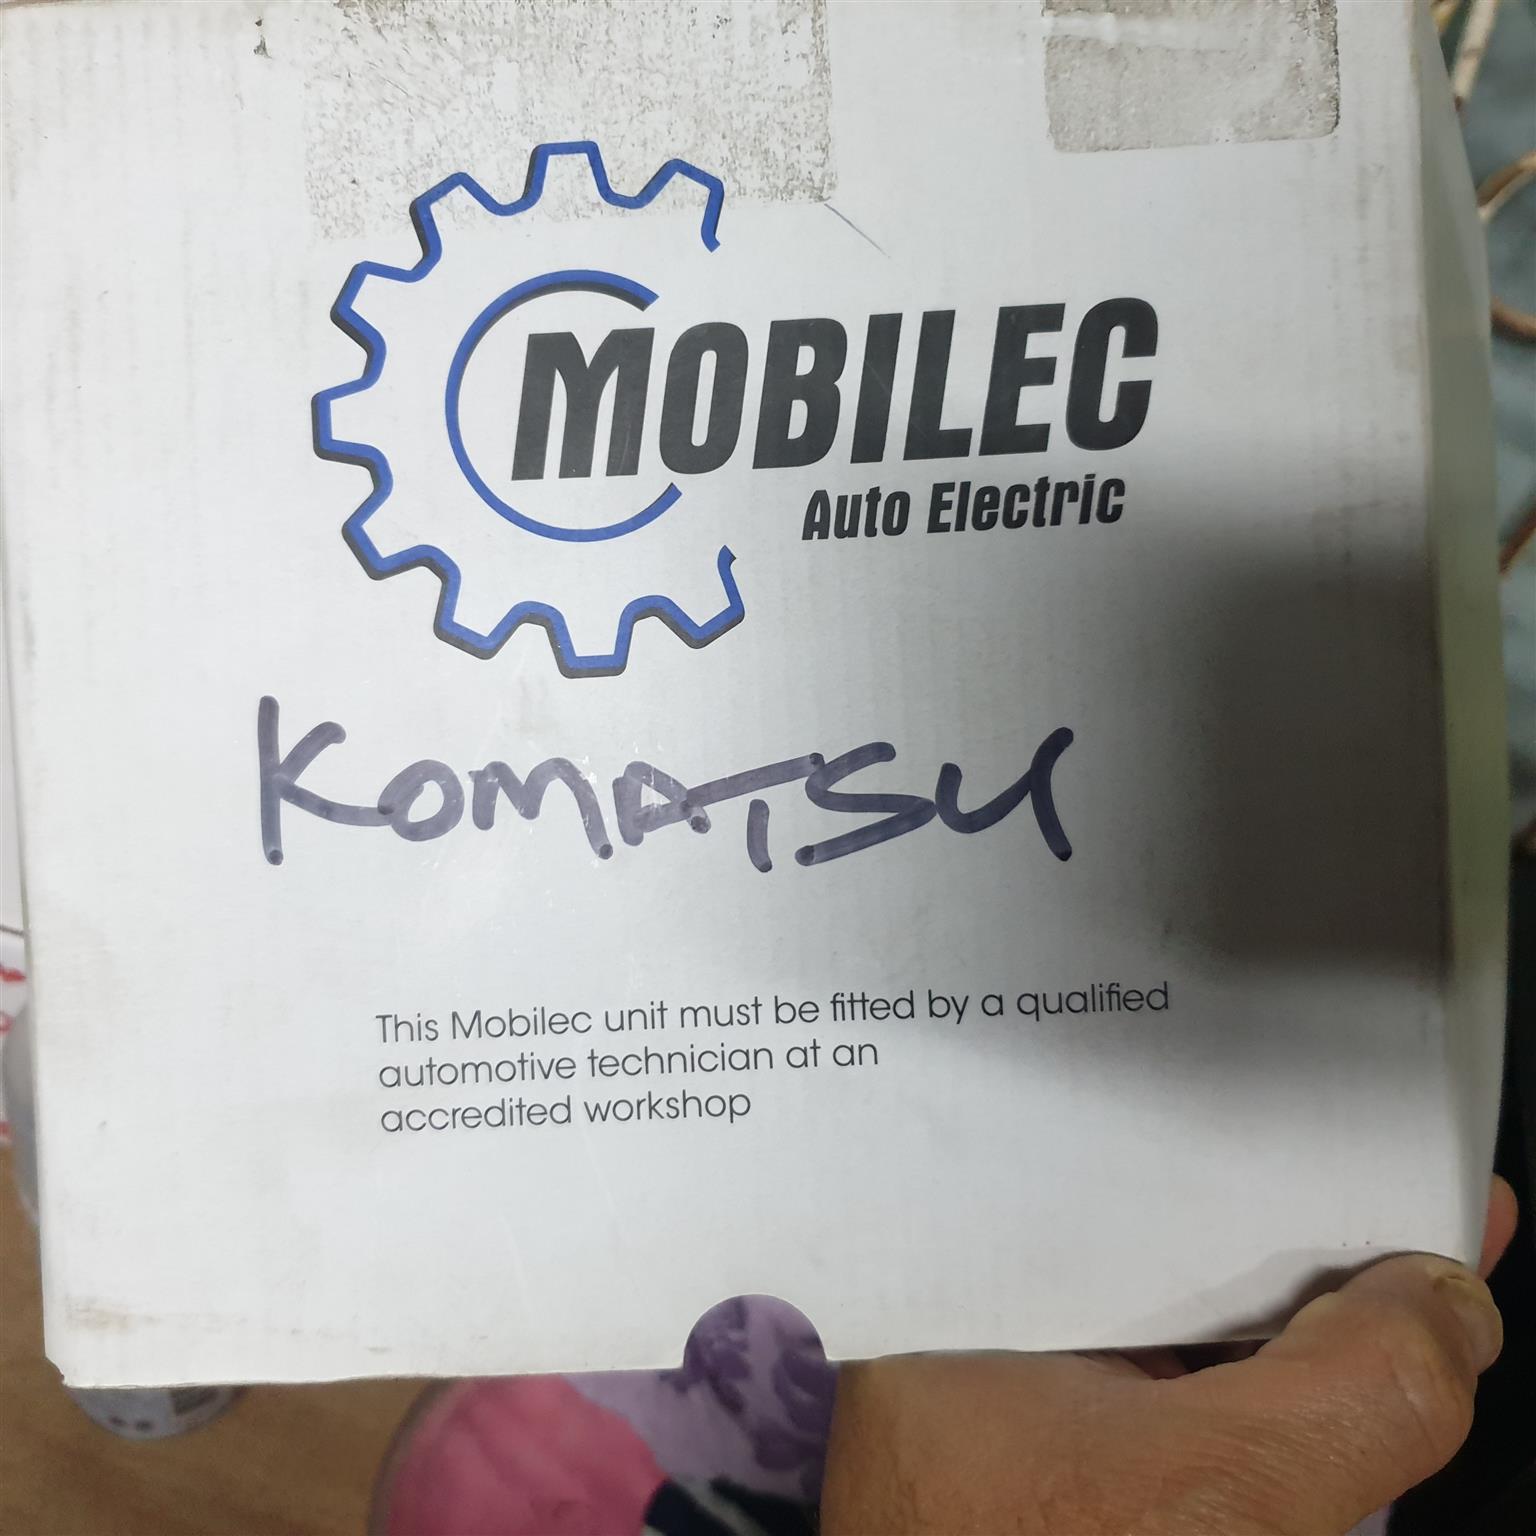 MOBILEC
Auto Electric
KOMATSU
This Mobilec unit must be fitted by a qualified
automotive technician at an
accredited workshop